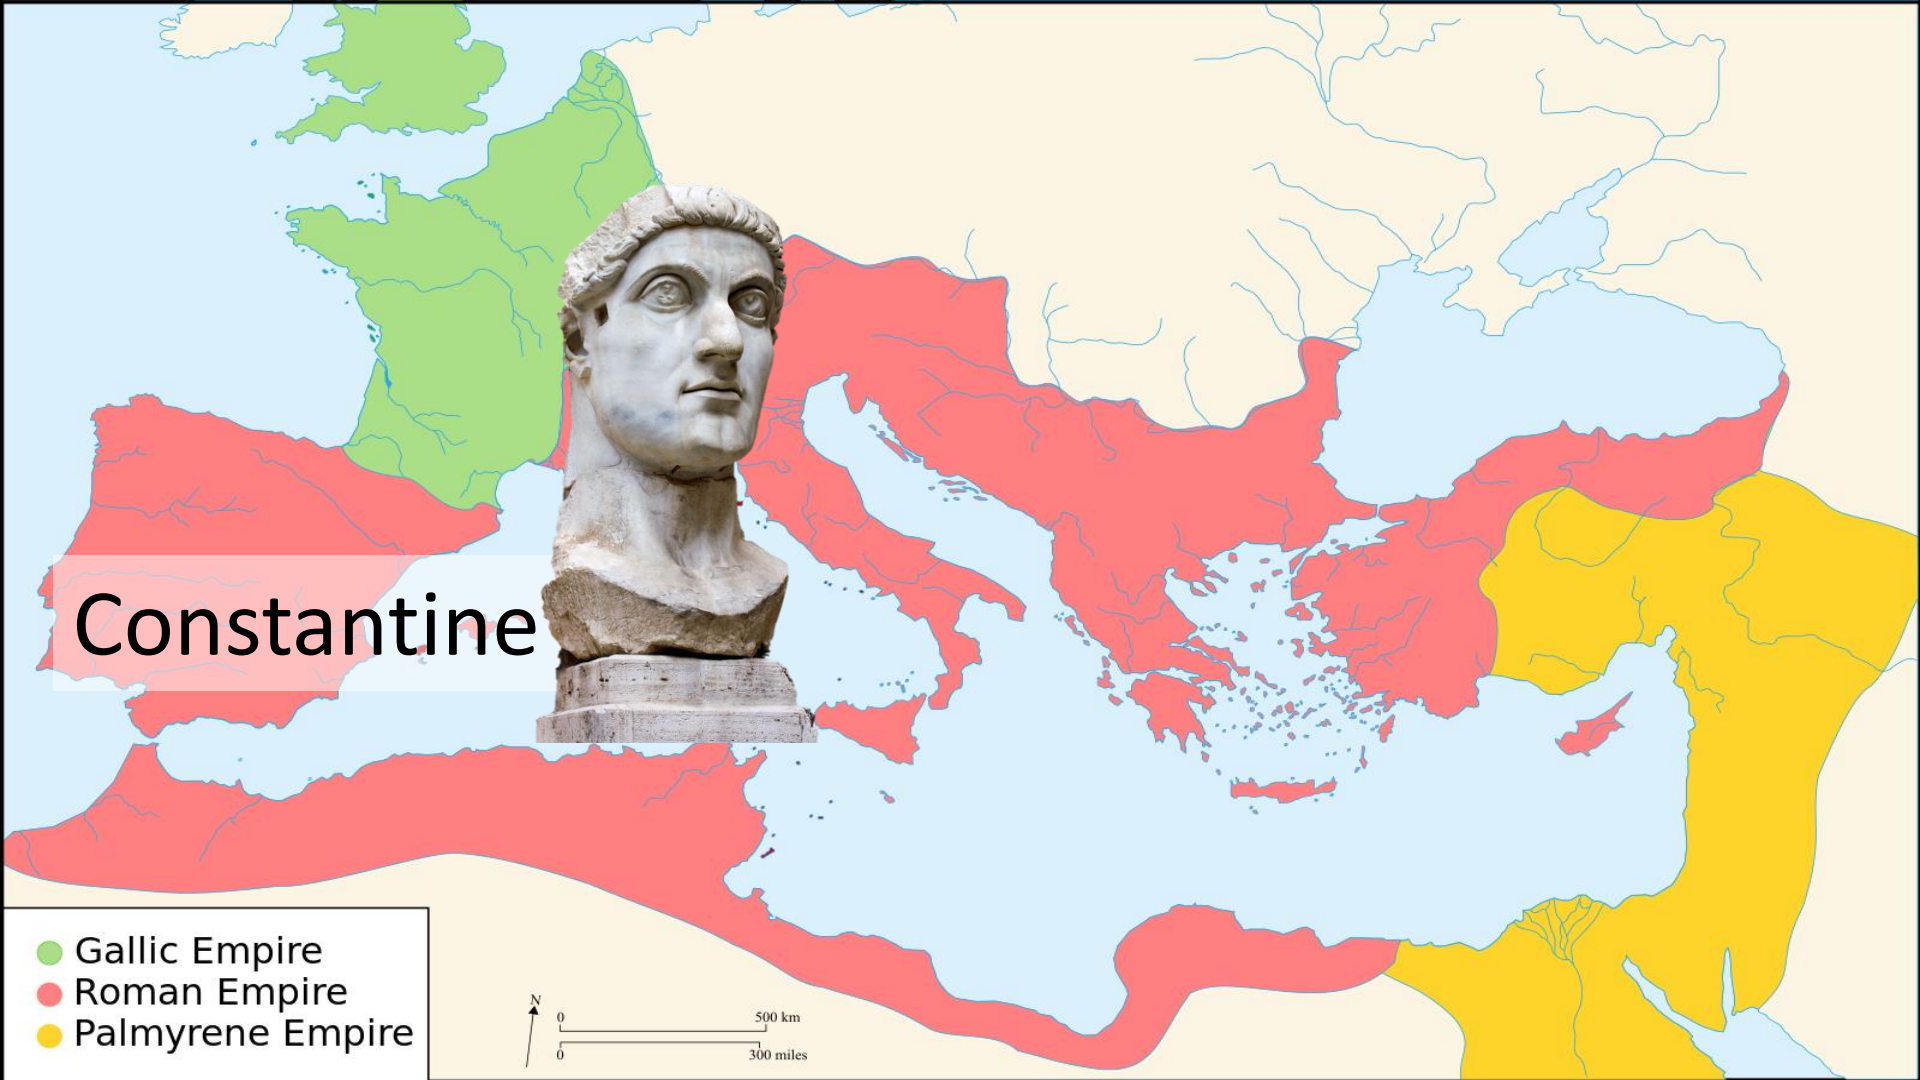 Constantine
Gallic Empire
Roman Empire
Palmyrene Empire
N
0 500 km
0 300 miles